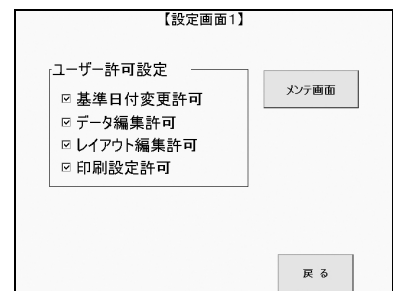 【設定画面1】
ユーザー許可設定
基準日付変更許可
メンテ画面
データ編集許可
レイアウト編集許可
印刷設定許可
戻る